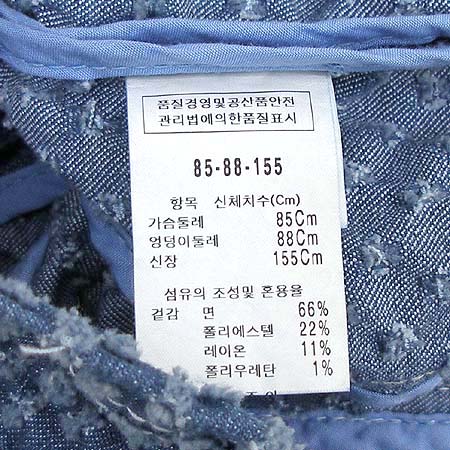 품질경영및공산품안전
관리법에의한품질표시
85-88-155
항목 신체치수(Cm)
가슴둘레 85Cm
엉덩이둘레 88Cm
신장 155Cm
섬유의 조성및 혼용율
겉감 면 66%
폴리에스텔 22%
레이온 11%
폴리우레탄 1%